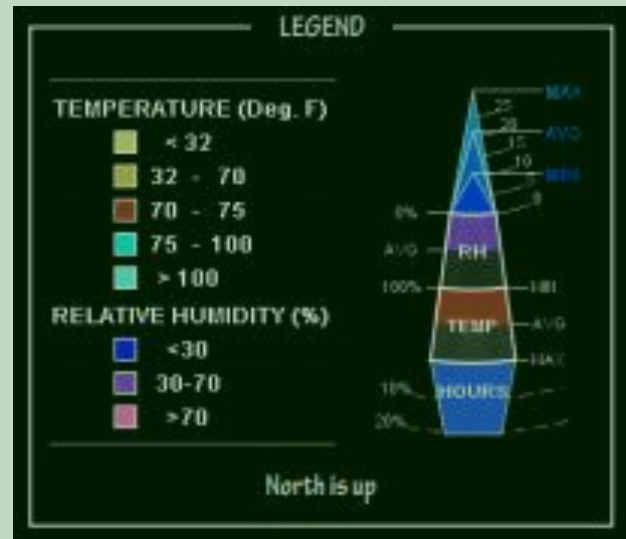 LEGEND
TEMPERATURE (Deg. F)
< 32
32 - 70
70 - 75
75 - 100
> 100
RELATIVE HUMIDITY (%)
<30
30-70
>70
MAX
25
20
AVG
15
10
MIN
0
0%
AVG
RH
100%
MIN
TEMP
AVG
MAX
10%
HOURS
20%
North is up